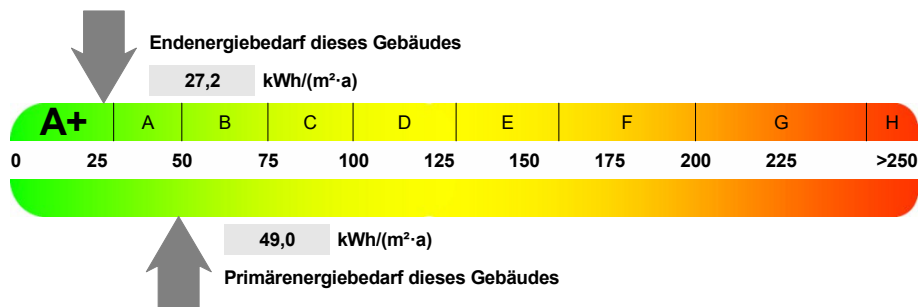 Endenergiebedarf dieses Gebäudes
27,2 kWh/(m²·a)
A+ A B C D E F G H
0 25 50 75 100 125 150 175 200 225 >250
49,0 kWh/(m²·a)
Primärenergiebedarf dieses Gebäudes